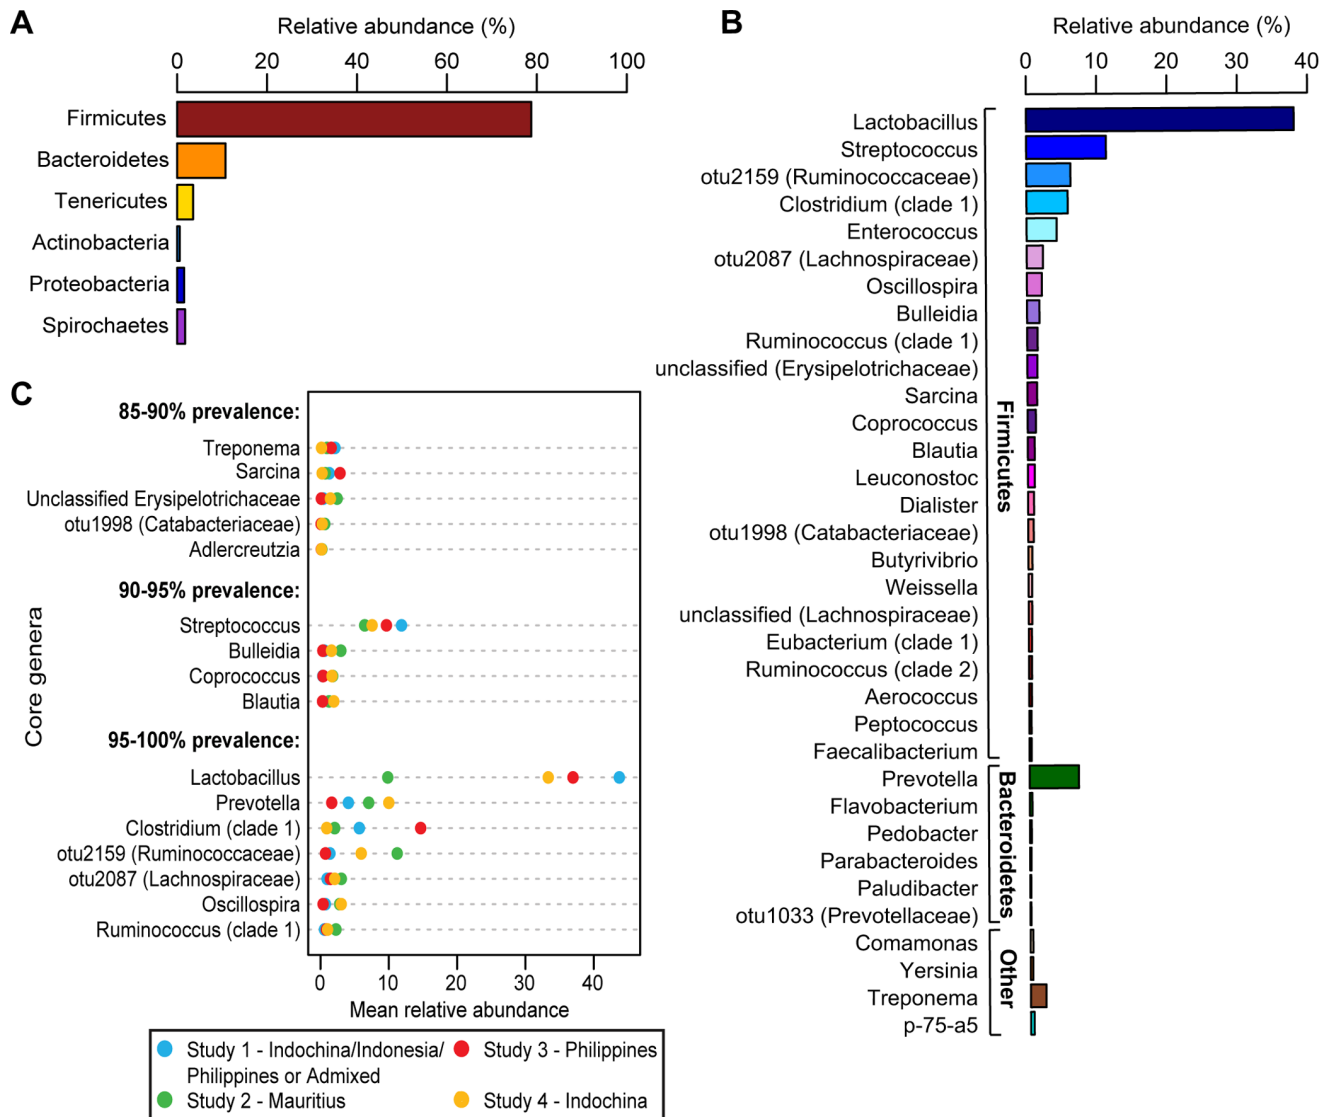 A
Relative abundance (%)
0 20 40 60 80 100
Firmicutes
Bacteroidetes
Tenericutes
Actinobacteria
Proteobacteria
Spirochaetes
B
Relative abundance (%)
0 10 20 30 40
Lactobacillus
Streptococcus
otu2159 (Ruminococcaceae)
Clostridium (clade 1)
Enterococcus
otu2087 (Lachnospiraceae)
Oscillospira
Bulleidia
Ruminococcus (clade 1)
unclassified (Erysipelotrichaceae)
Sarcina
Coprococcus
Blautia
Leuconostoc
Dialister
otu1998 (Catabacteriaceae)
Butyrivibrio
Weissella
unclassified (Lachnospiraceae)
Eubacterium (clade 1)
Ruminococcus (clade 2)
Aerococcus
Peptococcus
Faecalibacterium
Firmicutes
Prevotella
Flavobacterium
Pedobacter
Parabacteroides
Paludibacter
otu1033 (Prevotellaceae)
Bacteroidetes
Comamonas
Yersinia
Treponema
p-75-a5
Other
C
Core genera
85-90% prevalence:
Treponema
Sarcina
Unclassified Erysipelotrichaceae
otu1998 (Catabacteriaceae)
Adlercreutzia
90-95% prevalence:
Streptococcus
Bulleidia
Coprococcus
Blautia
95-100% prevalence:
Lactobacillus
Prevotella
Clostridium (clade 1)
otu2159 (Ruminococcaceae)
otu2087 (Lachnospiraceae)
Oscillospira
Ruminococcus (clade 1)
0 10 20 30 40
Mean relative abundance
Study 1 - Indochina/Indonesia/
Philippines or Admixed
Study 2 - Mauritius
Study 3 - Philippines
Study 4 - Indochina